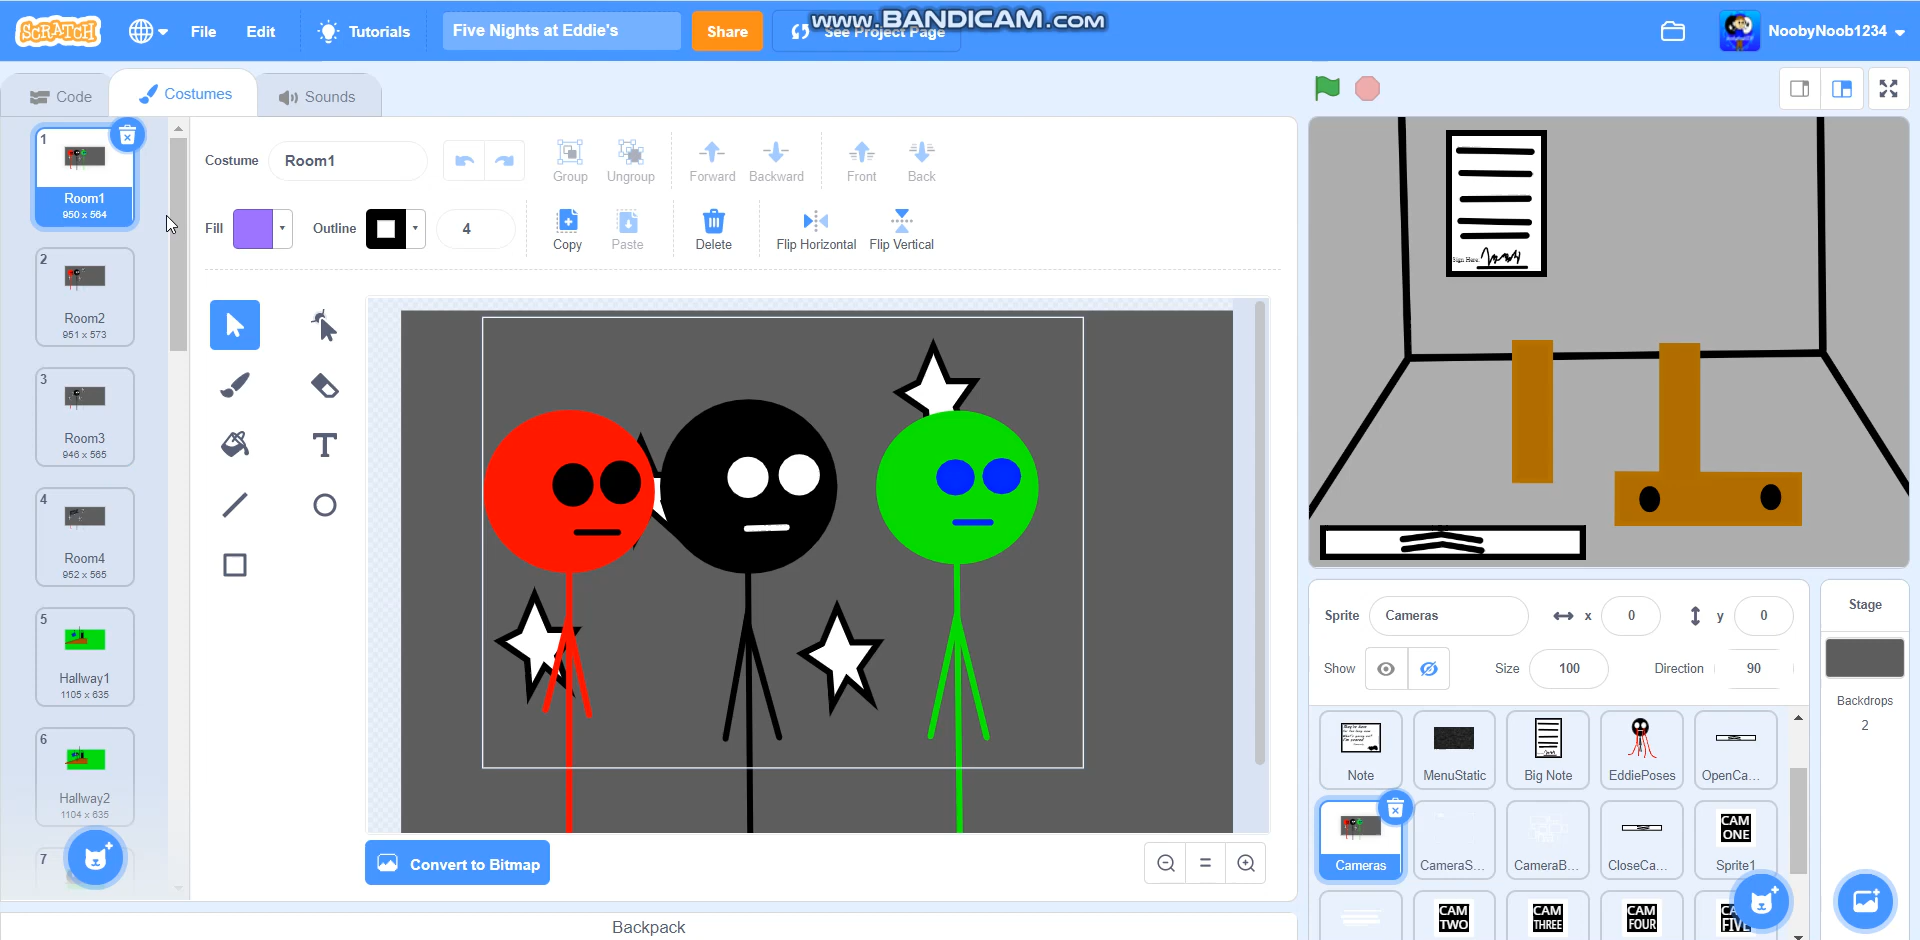 www.BANDICAM.com
SCRATCH
File
Edit
Tutorials
Five Nights at Eddie's
Share
See Project Page
NoobyNoob1234
Code
Costumes
Sounds
1
Room1
950 x 564
2
Room2
951 x 573
3
Room3
946 x 565
4
Room4
952 x 565
5
Hallway1
1105 x 635
6
Hallway2
1104 x 635
7
Costume
Room1
Group
Ungroup
Forward
Backward
Front
Back
Fill
Outline
4
Copy
Paste
Delete
Flip Horizontal
Flip Vertical
T
Convert to Bitmap
Backpack
Sign Here:
Sprite
Cameras
x
0
y
0
Show
Size
100
Direction
90
Stage
Backdrops
2
Note
MenuStatic
Big Note
EddiePoses
OpenCa...
Cameras
CameraS...
CameraB...
CloseCa...
CAM
ONE
Sprite1
CAM
TWO
CAM
THREE
CAM
FOUR